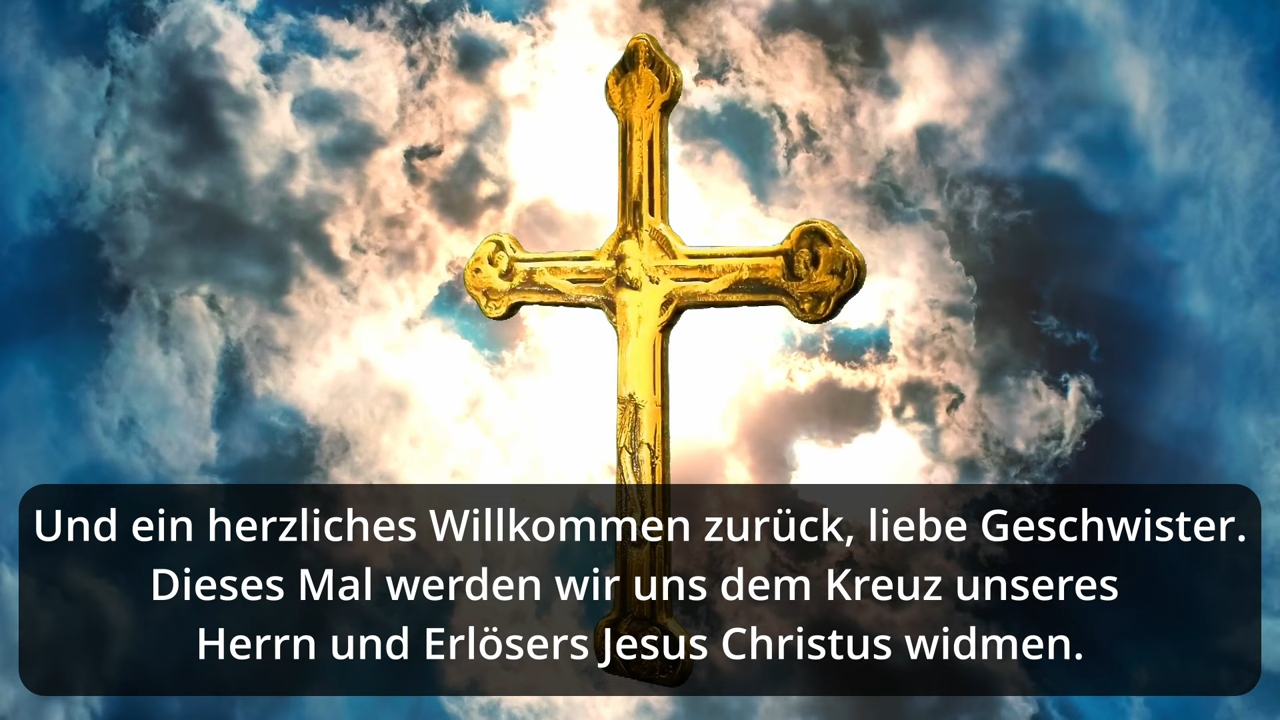 Und ein herzliches Willkommen zurück, liebe Geschwister.
Dieses Mal werden wir uns dem Kreuz unseres
Herrn und Erlösers Jesus Christus widmen.